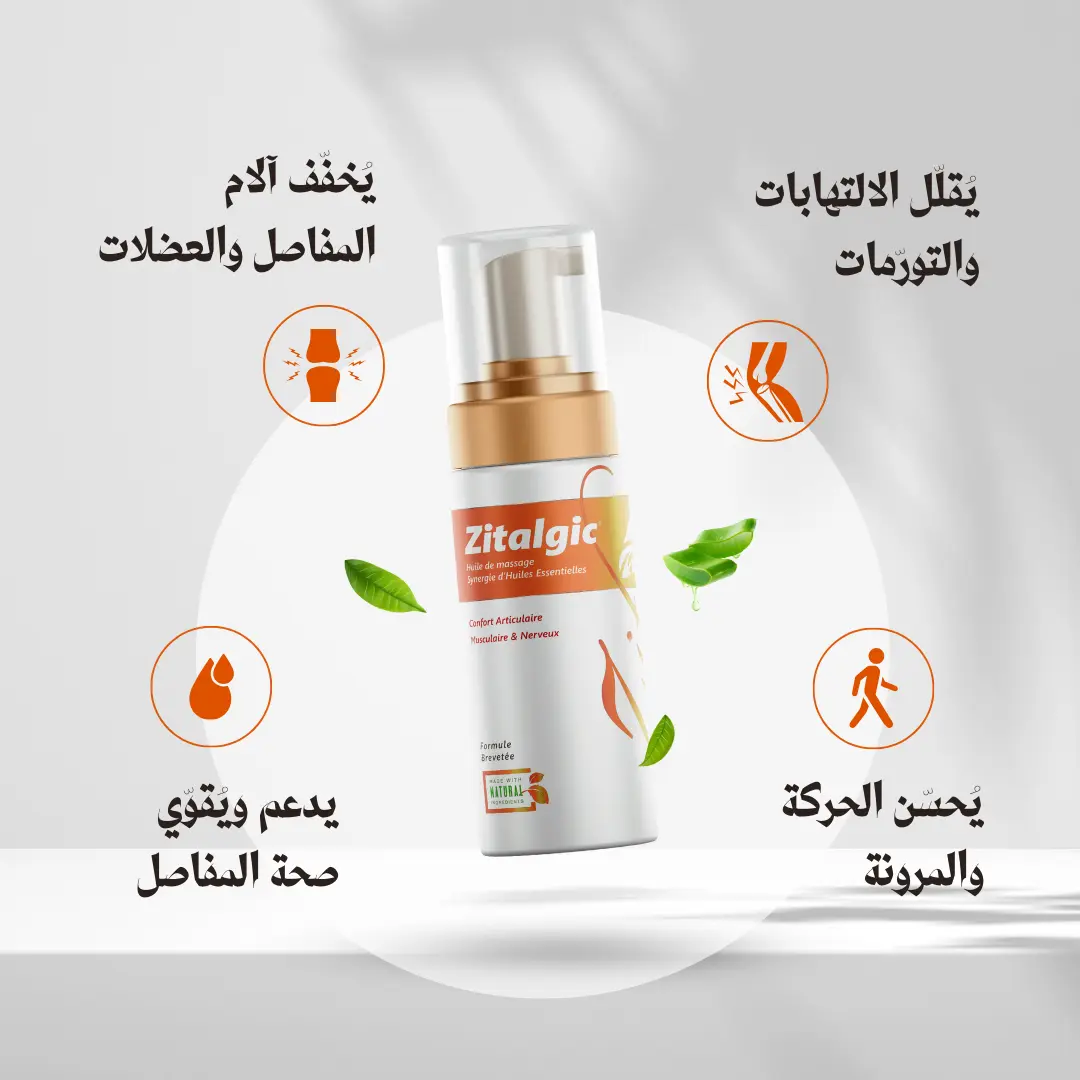 يُخفّف آلام
المفاصل والعضلات
يُقلّل الالتهابات
والتورّمات
Zitalgic
Huile de massage
Synergie d'Huiles Essentielles
Confort Articulaire
Musculaire & Nerveux
Formule
Brevetée
MADE WITH
NATURAL
INGREDIENTS
يدعم ويُقوّي
صحة المفاصل
يُحسّن الحركة
والمرونة